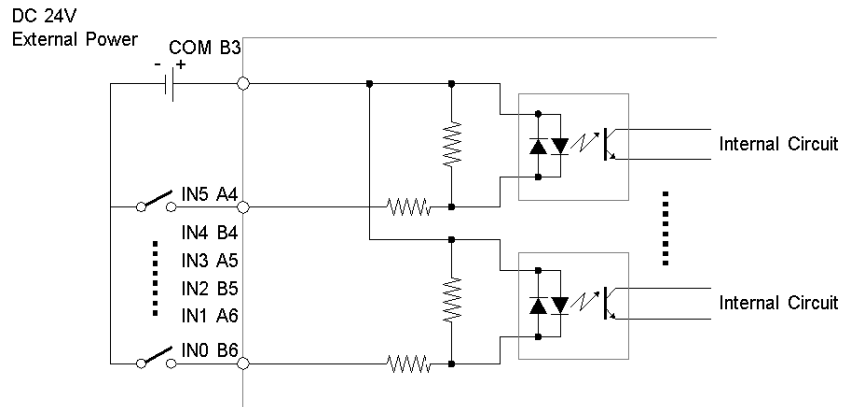 DC 24V
External Power
COM B3
- +
Internal Circuit
IN5 A4
IN4 B4
IN3 A5
IN2 B5
IN1 A6
Internal Circuit
IN0 B6